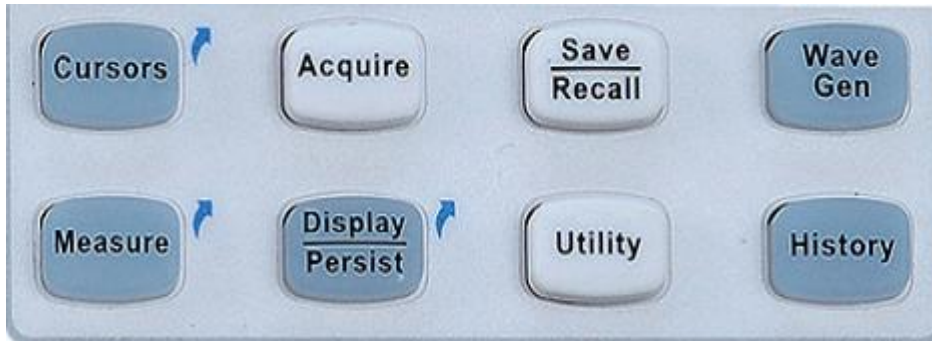 Cursors
Acquire
Save
Recall
Wave
Gen
Measure
Display
Persist
Utility
History